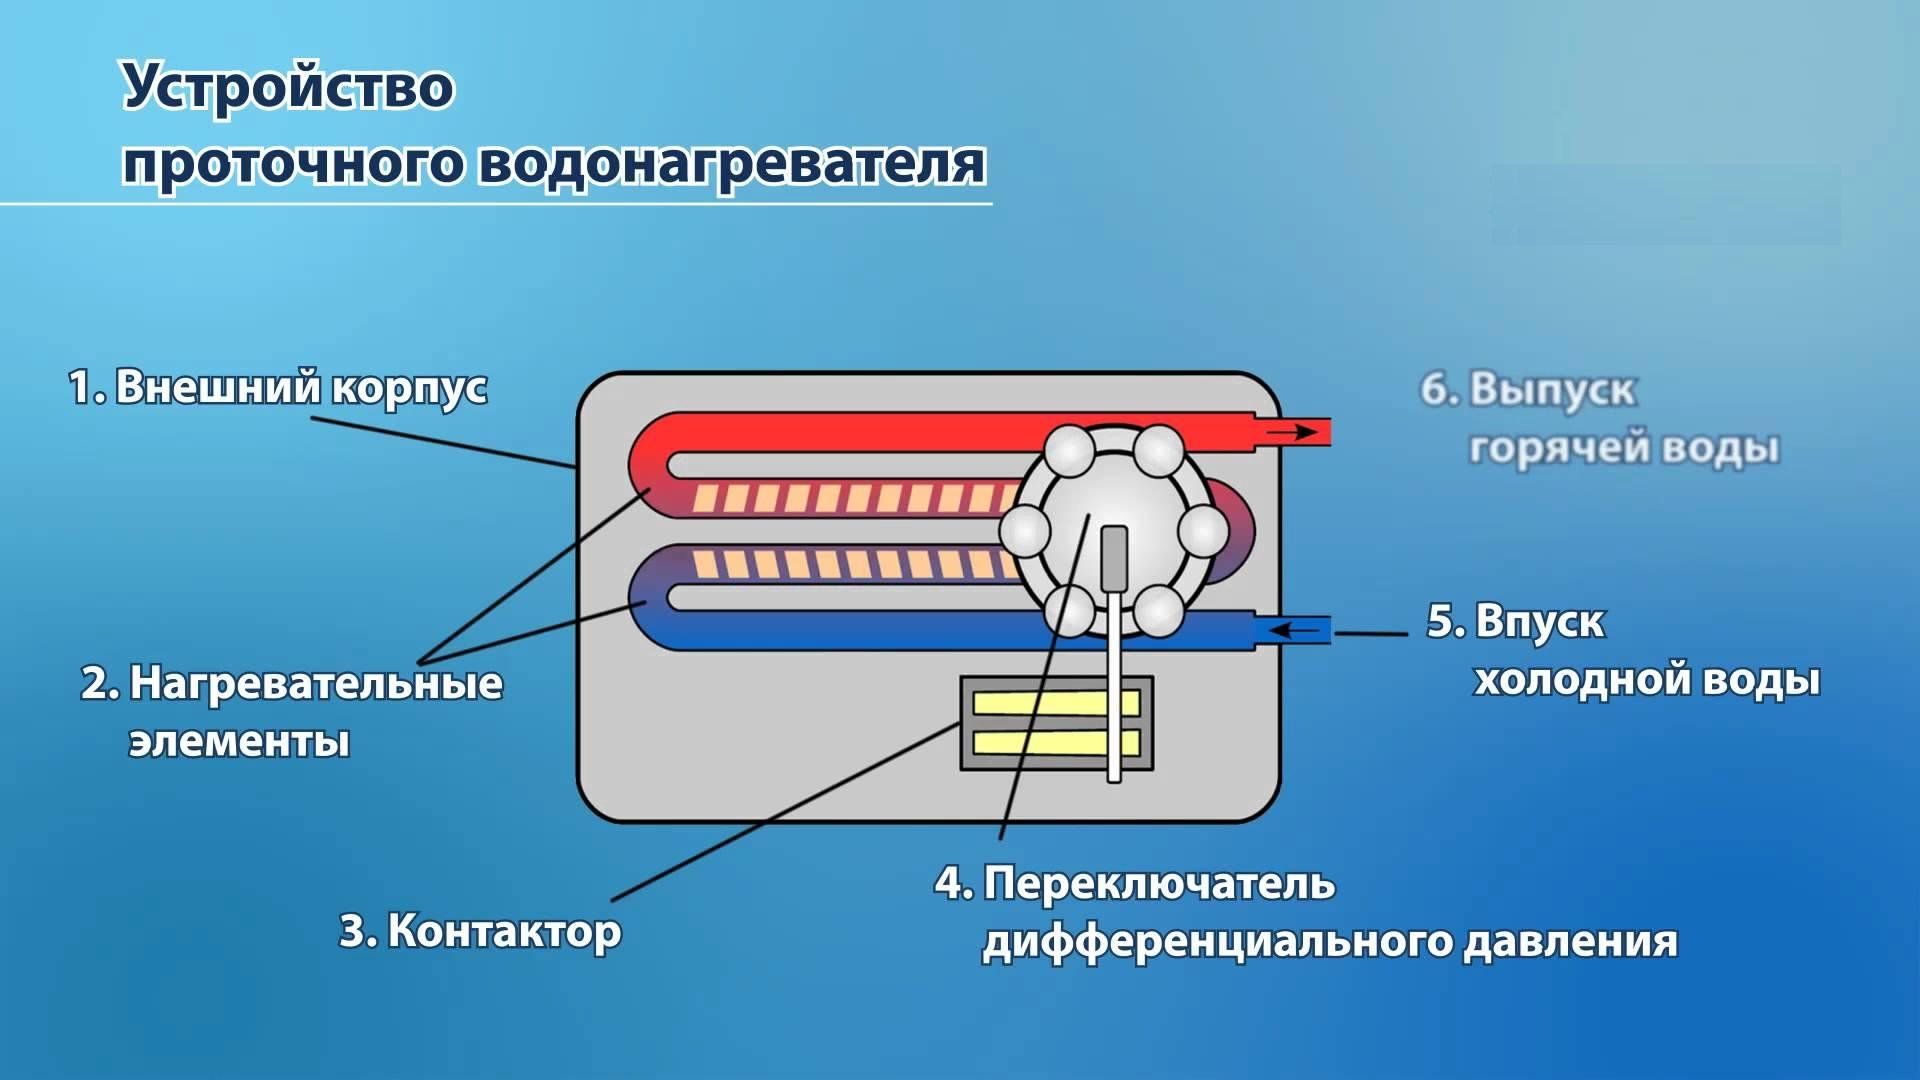 Устройство
проточного водонагревателя
1. Внешний корпус
6. Выпуск
горячей воды
5. Впуск
холодной воды
2. Нагревательные
элементы
4. Переключатель
дифференциального давления
3. Контактор